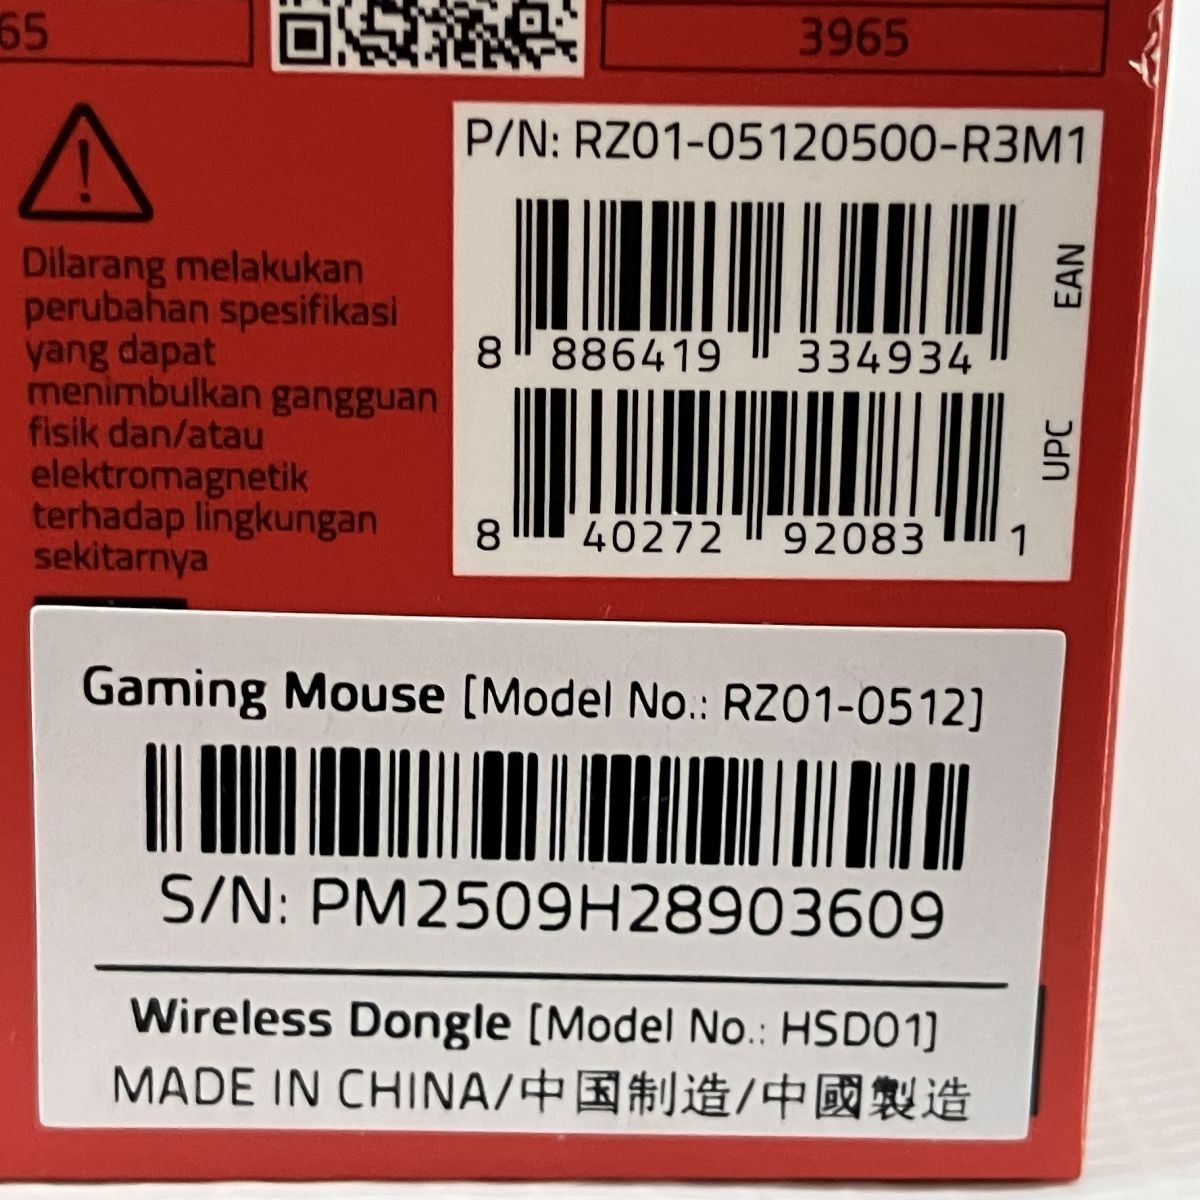 65
3965
P/N: RZ01-05120500-R3M1
EAN
8 886419 334934
UPC
8 40272 92083 1
Dilarang melakukan
perubahan spesifikasi
yang dapat
menimbulkan gangguan
fisik dan/atau
elektromagnetik
terhadap lingkungan
sekitarnya
Gaming Mouse [Model No.: RZ01-0512]
S/N: PM2509H28903609
Wireless Dongle [Model No.: HSD01]
MADE IN CHINA/中国制造/中國製造